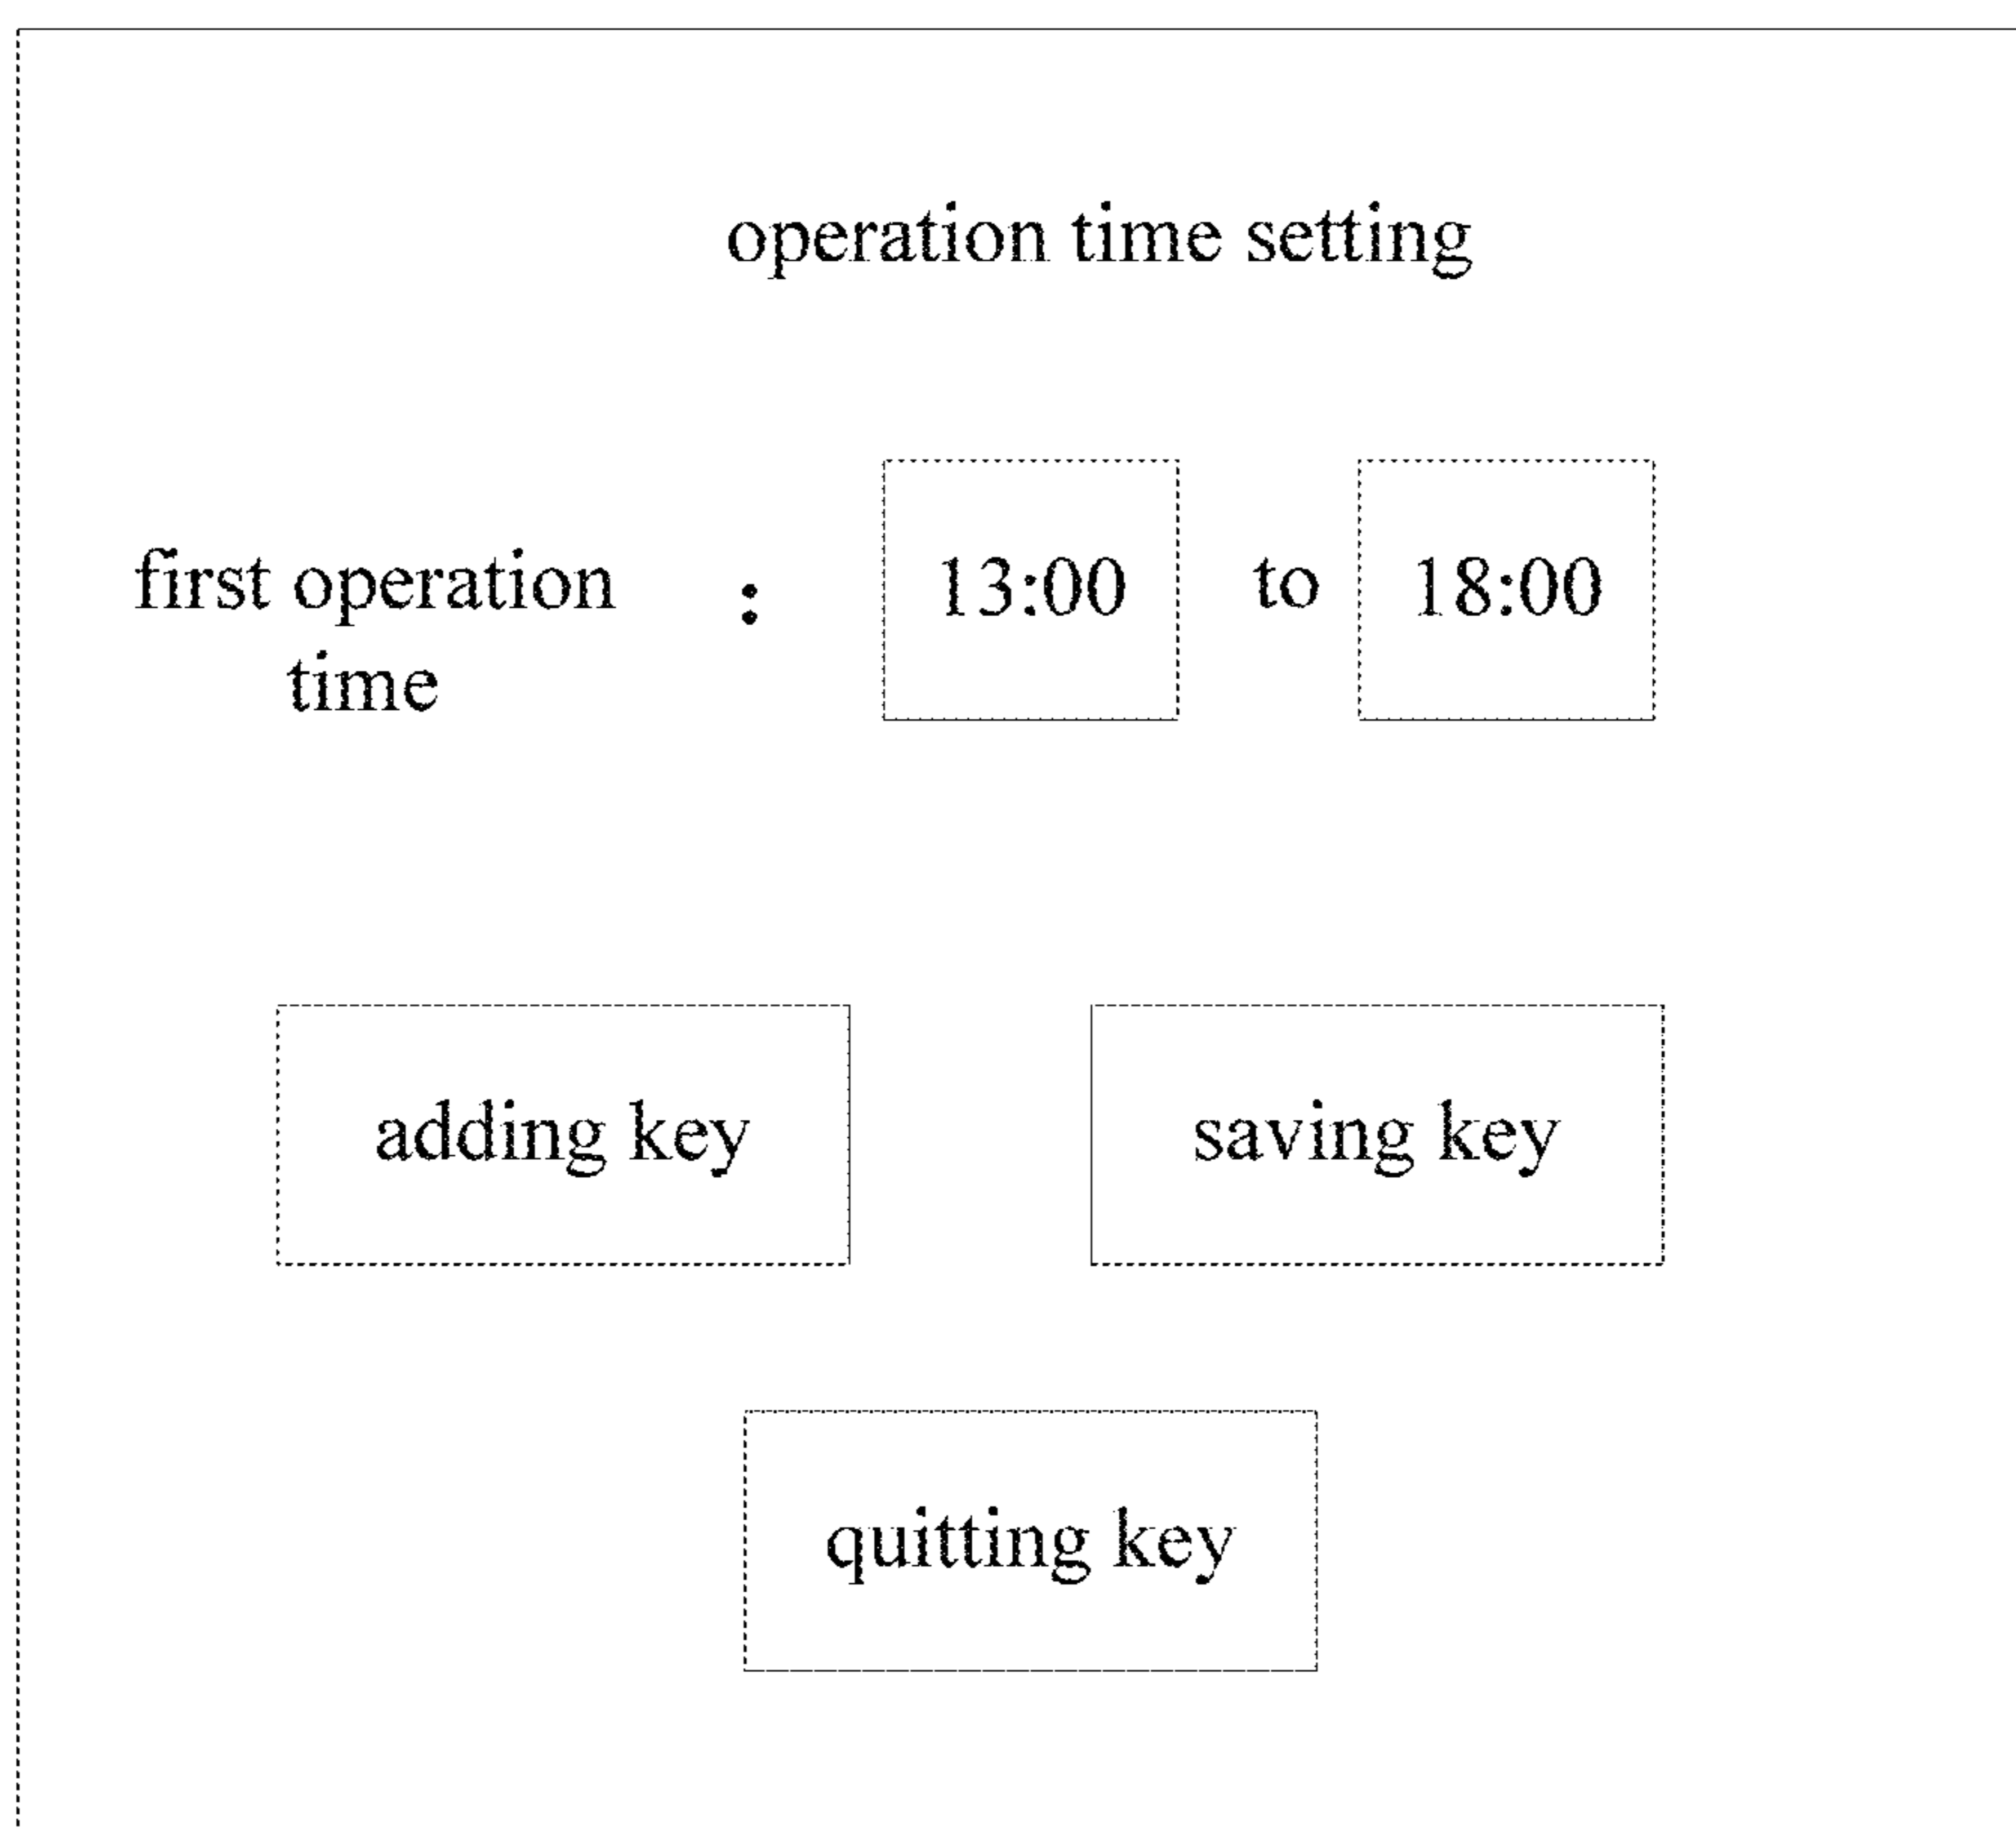 operation time setting
first operation : 13:00 to 18:00
time
adding key saving key
quitting key